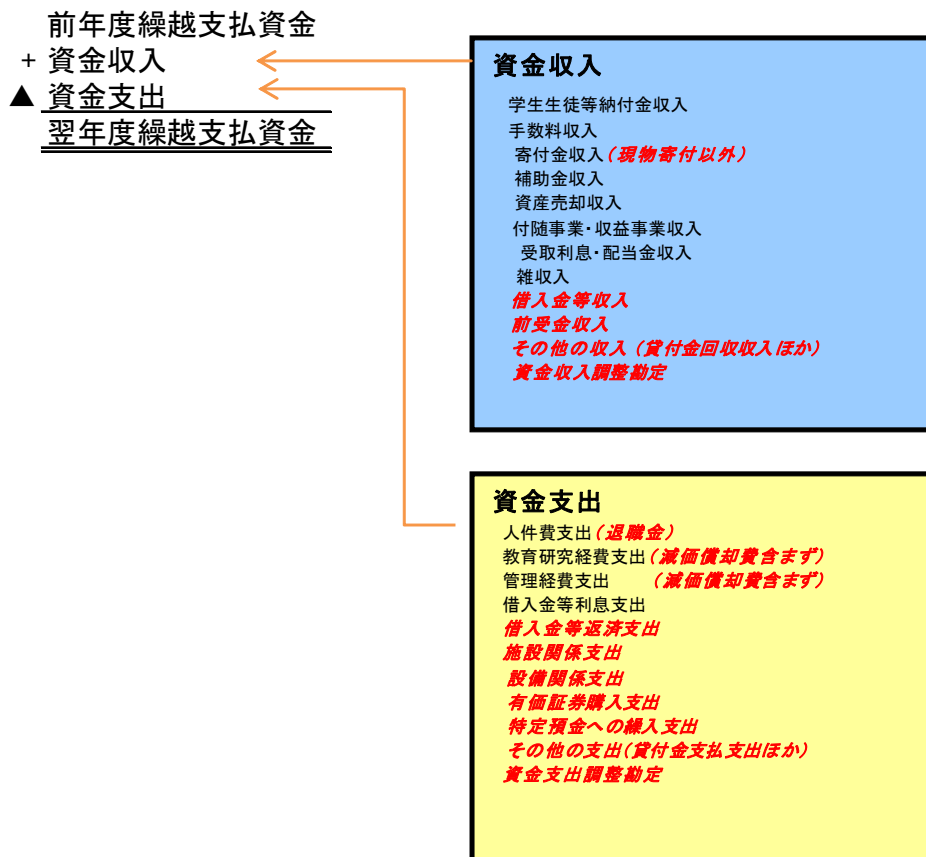 前年度繰越支払資金
+ 資金収入
▲ 資金支出
翌年度繰越支払資金
資金収入
学生生徒等納付金収入
手数料収入
寄付金収入(現物寄付以外)
補助金収入
資産売却収入
付随事業・収益事業収入
受取利息・配当金収入
雑収入
借入金等収入
前受金収入
その他の収入(貸付金回収収入ほか)
資金収入調整勘定
資金支出
人件費支出(退職金)
教育研究経費支出(減価償却費含まず)
管理経費支出 (減価償却費含まず)
借入金等利息支出
借入金等返済支出
施設関係支出
設備関係支出
有価証券購入支出
特定預金への繰入支出
その他の支出(貸付金支払支出ほか)
資金支出調整勘定